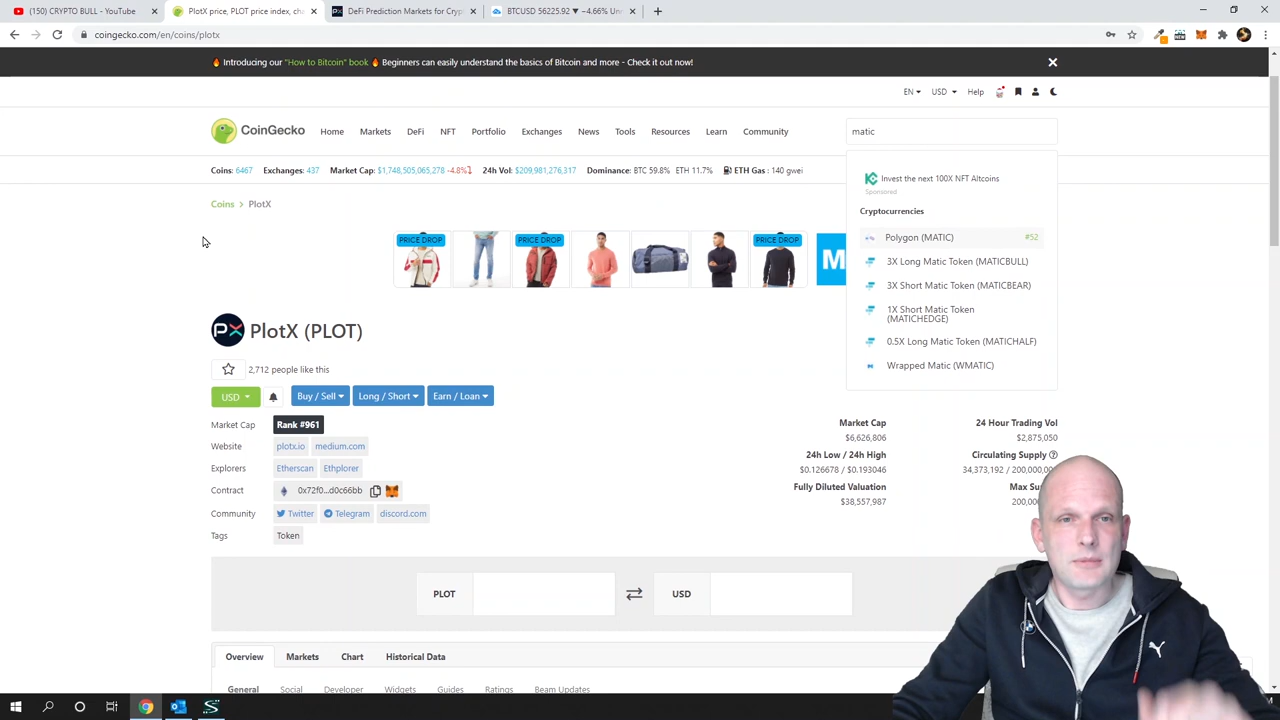 (150) CRYPTO BULL - YouTube
PlotX price, PLOT price index, cha
DeFi Prediction Markets for Cryp
BTCUSD 56225.92 ▼ −4.66% Un
coingecko.com/en/coins/plotx
Introducing our "How to Bitcoin" book Beginners can easily understand the basics of Bitcoin and more - Check it out now!
EN USD Help
CoinGecko Home Markets DeFi NFT Portfolio Exchanges News Tools Resources Learn Community
matic
Coins: 6467 Exchanges: 437 Market Cap: $1,748,505,065,278 -4.8% 24h Vol: $209,981,276,317 Dominance: BTC 59.8% ETH 11.7% ETH Gas: 140 gwei
Invest the next 100X NFT Altcoins
Sponsored
Cryptocurrencies
Polygon (MATIC) #52
3X Long Matic Token (MATICBULL)
3X Short Matic Token (MATICBEAR)
1X Short Matic Token
(MATICHEDGE)
0.5X Long Matic Token (MATICHALF)
Wrapped Matic (WMATIC)
Coins > PlotX
PRICE DROP
PRICE DROP
PRICE DROP
M
PX
PlotX (PLOT)
2,712 people like this
USD
Buy / Sell
Long / Short
Earn / Loan
Market Cap Rank #961
Website plotx.io medium.com
Explorers Etherscan Ethplorer
Contract 0x72f0...d0c66bb
Community Twitter Telegram discord.com
Tags Token
Market Cap
$6,626,806
24 Hour Trading Vol
$2,875,050
24h Low / 24h High
$0.126678 / $0.193046
Circulating Supply
34,373,192 / 200,000,00
Fully Diluted Valuation
$38,557,987
Max Su
200,00
PLOT
USD
Overview Markets Chart Historical Data
General Social Developer Widgets Guides Ratings Beam Updates